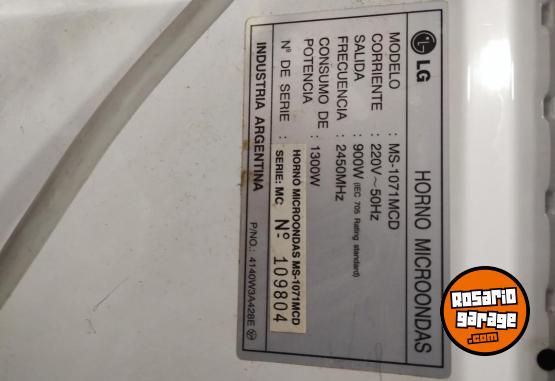 LG
HORNO MICROONDAS
MODELO : MS-1071MCD
CORRIENTE : 220V~50Hz
SALIDA : 900W (IEC 705 Rating standard)
FRECUENCIA : 2450MHz
CONSUMO DE : 1300W
POTENCIA
Nº DE SERIE :
HORNO MICROONDAS MS-1071MCD
SERIE: MC Nº 109804
INDUSTRIA ARGENTINA P/NO.: 4140W3A428E
Rosario
garage
.com